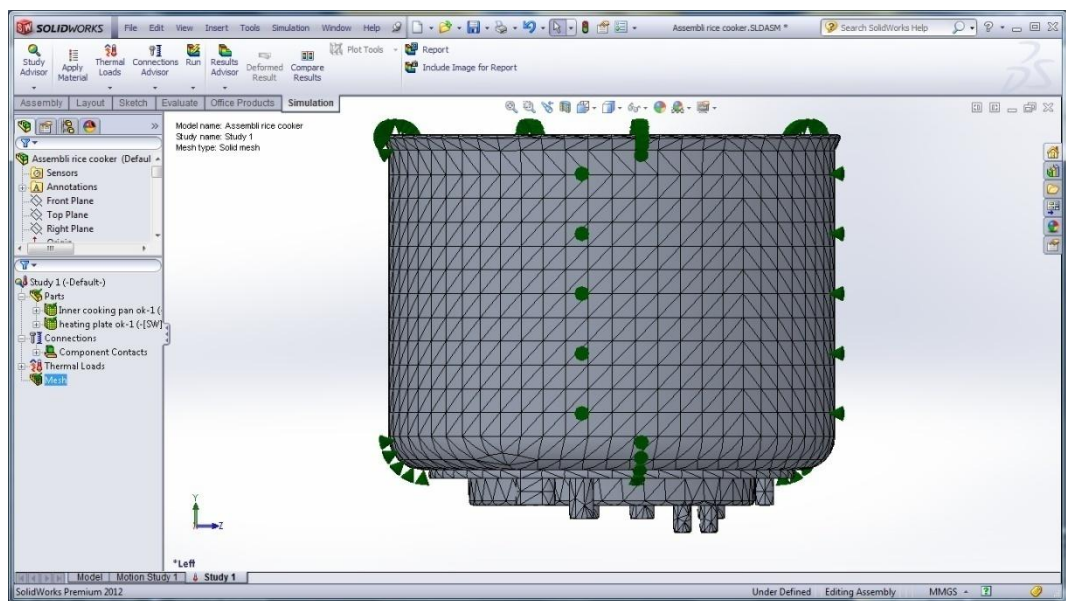 SOLIDWORKS File Edit View Insert Tools Simulation Window Help Assembli rice cooker.SLDASM * Search SolidWorks Help
Study Advisor Apply Material Thermal Loads Connections Advisor Run Results Advisor Deformed Result Compare Results Plot Tools Report
Include Image for Report
Assembly Layout Sketch Evaluate Office Products Simulation
Model name: Assembli rice cooker
Study name: Study 1
Mesh type: Solid mesh
Assembli rice cooker (Defaul
Sensors
A Annotations
Front Plane
Top Plane
Right Plane
Study 1 (-Default-)
Parts
Inner cooking pan ok-1 (
heating plate ok-1 (-[SW]
Connections
Component Contacts
Thermal Loads
Mesh
Y
Z
*Left
Model Motion Study 1 Study 1
SolidWorks Premium 2012 Under Defined Editing Assembly MMGS